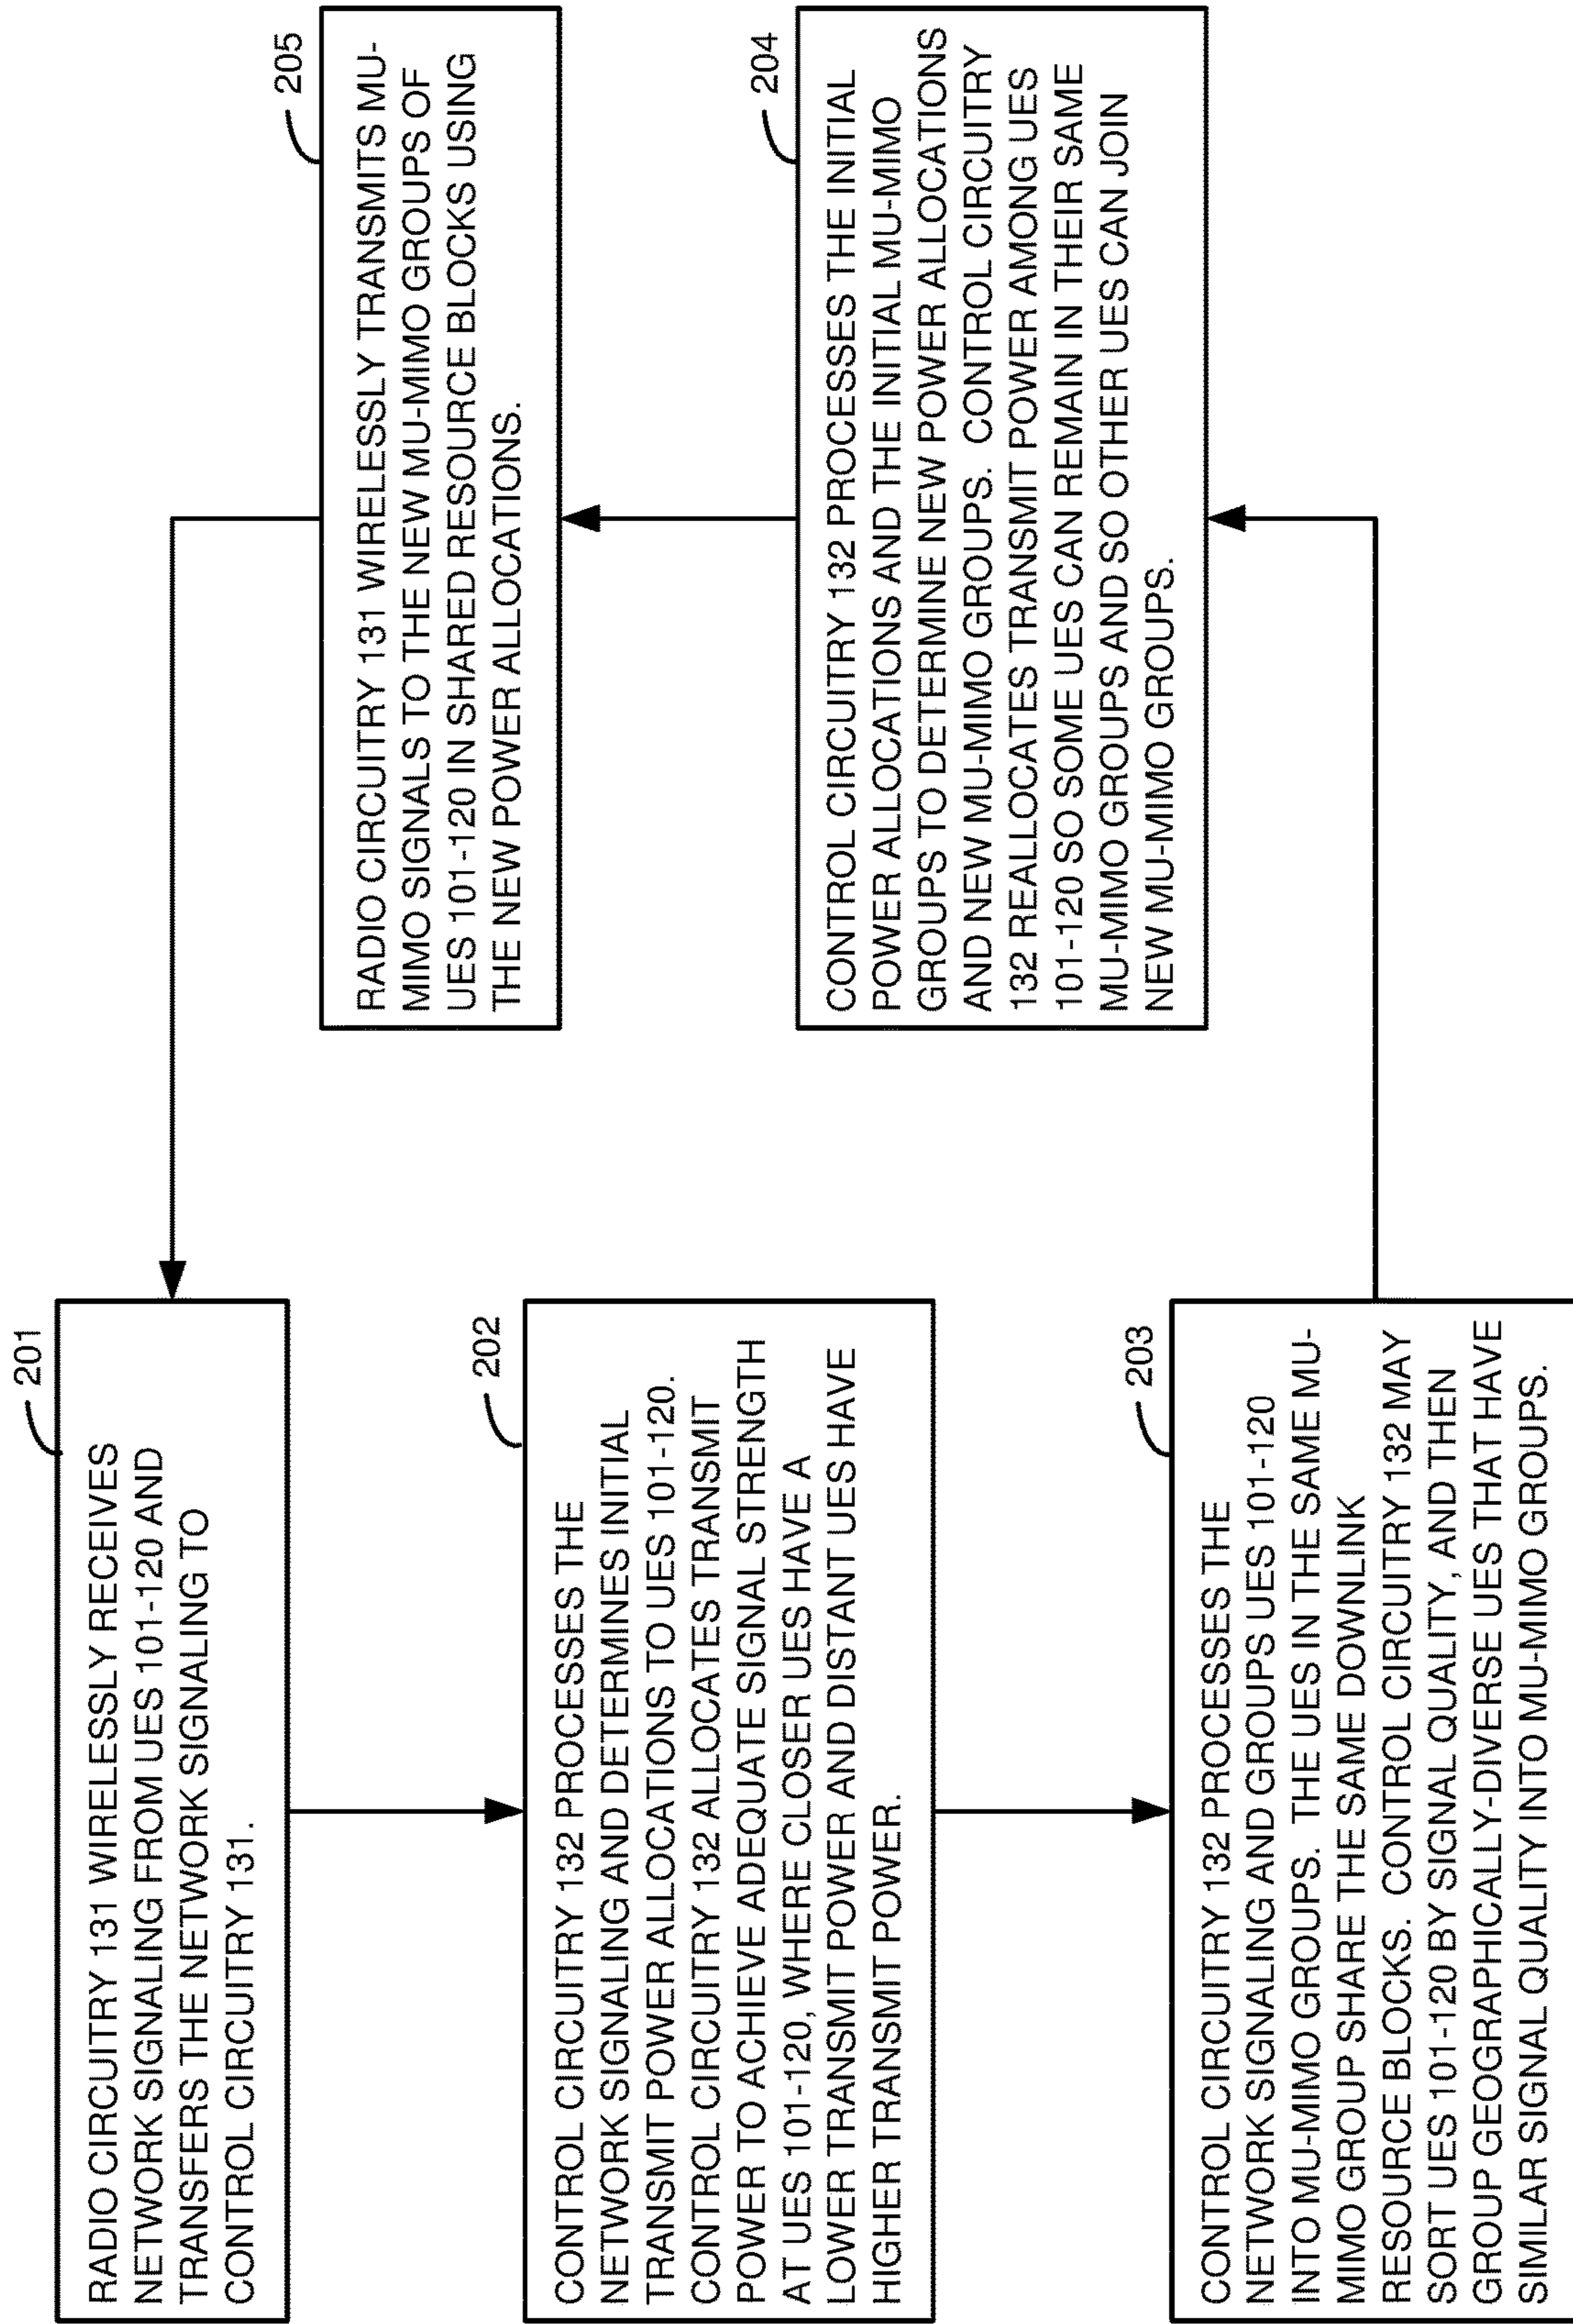 201
RADIO CIRCUITRY 131 WIRELESSLY RECEIVES
NETWORK SIGNALING FROM UES 101-120 AND
TRANSFERS THE NETWORK SIGNALING TO
CONTROL CIRCUITRY 131.
202
CONTROL CIRCUITRY 132 PROCESSES THE
NETWORK SIGNALING AND DETERMINES INITIAL
TRANSMIT POWER ALLOCATIONS TO UES 101-120.
CONTROL CIRCUITRY 132 ALLOCATES TRANSMIT
POWER TO ACHIEVE ADEQUATE SIGNAL STRENGTH
AT UES 101-120, WHERE CLOSER UES HAVE A
LOWER TRANSMIT POWER AND DISTANT UES HAVE
HIGHER TRANSMIT POWER.
203
CONTROL CIRCUITRY 132 PROCESSES THE
NETWORK SIGNALING AND GROUPS UES 101-120
INTO MU-MIMO GROUPS. THE UES IN THE SAME MU-
MIMO GROUP SHARE THE SAME DOWNLINK
RESOURCE BLOCKS. CONTROL CIRCUITRY 132 MAY
SORT UES 101-120 BY SIGNAL QUALITY, AND THEN
GROUP GEOGRAPHICALLY-DIVERSE UES THAT HAVE
SIMILAR SIGNAL QUALITY INTO MU-MIMO GROUPS.
204
CONTROL CIRCUITRY 132 PROCESSES THE INITIAL
POWER ALLOCATIONS AND THE INITIAL MU-MIMO
GROUPS TO DETERMINE NEW POWER ALLOCATIONS
AND NEW MU-MIMO GROUPS. CONTROL CIRCUITRY
132 REALLOCATES TRANSMIT POWER AMONG UES
101-120 SO SOME UES CAN REMAIN IN THEIR SAME
MU-MIMO GROUPS AND SO OTHER UES CAN JOIN
NEW MU-MIMO GROUPS.
205
RADIO CIRCUITRY 131 WIRELESSLY TRANSMITS MU-
MIMO SIGNALS TO THE NEW MU-MIMO GROUPS OF
UES 101-120 IN SHARED RESOURCE BLOCKS USING
THE NEW POWER ALLOCATIONS.